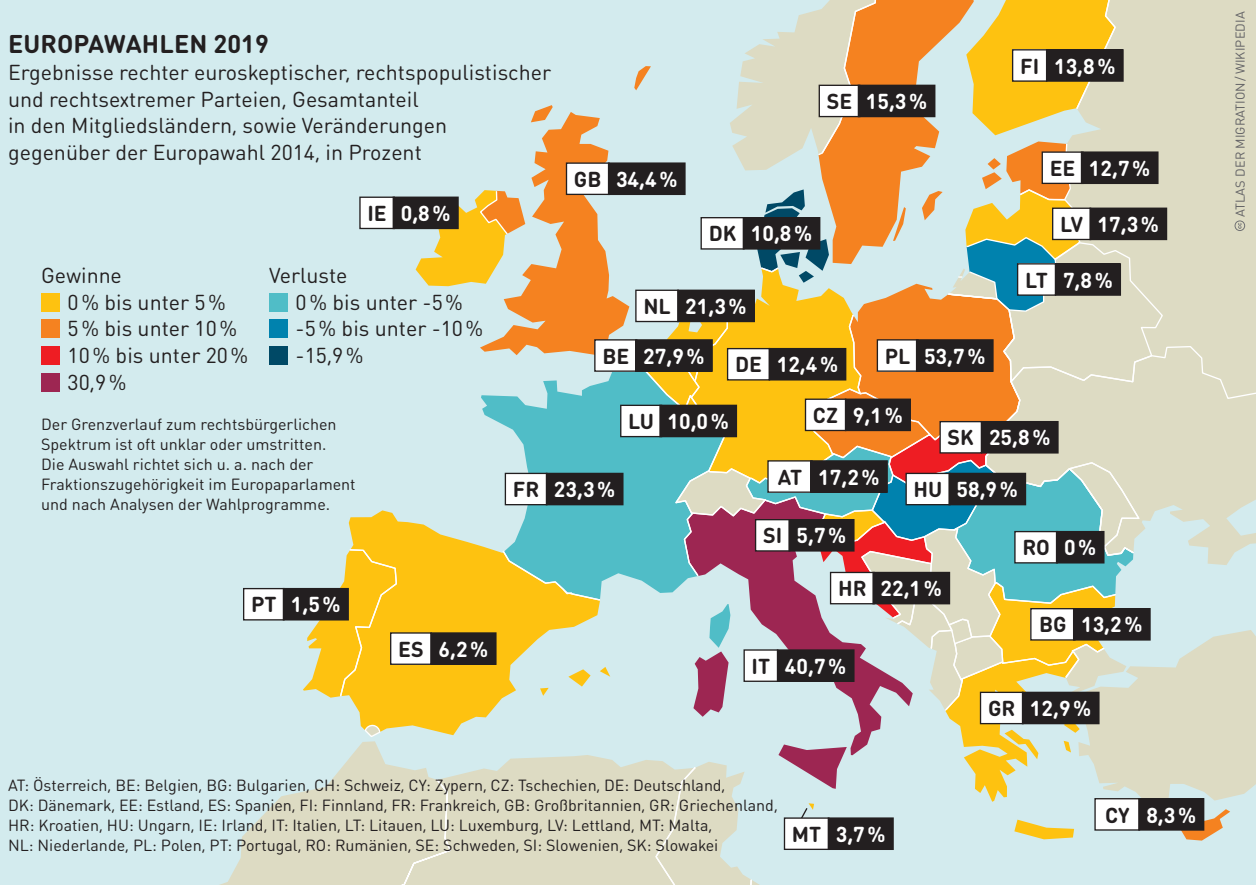 EUROPAWAHLEN 2019
Ergebnisse rechter euroskeptischer, rechtspopulistischer
und rechtsextremer Parteien, Gesamtanteil
in den Mitgliedsländern, sowie Veränderungen
gegenüber der Europawahl 2014, in Prozent
© ATLAS DER MIGRATION / WIKIPEDIA
FI 13,8 %
SE 15,3 %
EE 12,7 %
GB 34,4 %
IE 0,8 %
LV 17,3 %
DK 10,8 %
LT 7,8 %
Gewinne
0 % bis unter 5 %
5 % bis unter 10 %
10 % bis unter 20 %
30,9 %
Verluste
0 % bis unter -5 %
-5 % bis unter -10 %
-15,9 %
NL 21,3 %
BE 27,9 %
DE 12,4 %
PL 53,7 %
LU 10,0 %
CZ 9,1 %
SK 25,8 %
Der Grenzverlauf zum rechtsbürgerlichen
Spektrum ist oft unklar oder umstritten.
Die Auswahl richtet sich u. a. nach der
Fraktionszugehörigkeit im Europaparlament
und nach Analysen der Wahlprogramme.
FR 23,3 %
AT 17,2 %
HU 58,9 %
SI 5,7 %
RO 0 %
HR 22,1 %
PT 1,5 %
BG 13,2 %
ES 6,2 %
IT 40,7 %
GR 12,9 %
AT: Österreich, BE: Belgien, BG: Bulgarien, CH: Schweiz, CY: Zypern, CZ: Tschechien, DE: Deutschland,
DK: Dänemark, EE: Estland, ES: Spanien, FI: Finnland, FR: Frankreich, GB: Großbritannien, GR: Griechenland,
HR: Kroatien, HU: Ungarn, IE: Irland, IT: Italien, LT: Litauen, LU: Luxemburg, LV: Lettland, MT: Malta,
NL: Niederlande, PL: Polen, PT: Portugal, RO: Rumänien, SE: Schweden, SI: Slowenien, SK: Slowakei
CY 8,3 %
MT 3,7 %